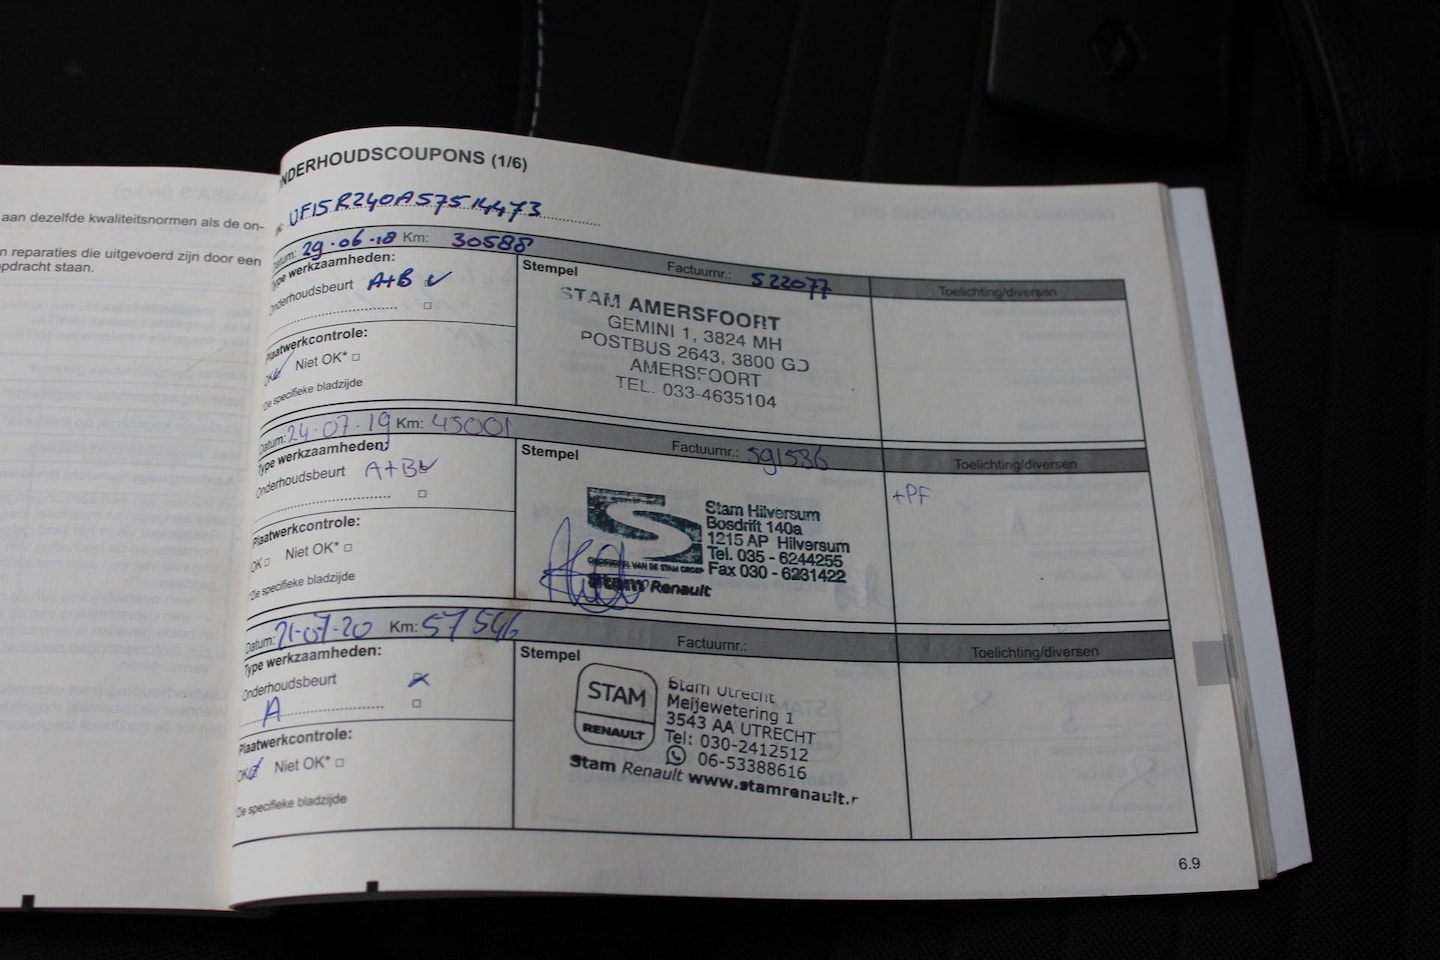 aan dezelfde kwaliteitsnormen als de on-
n reparaties die uitgevoerd zijn door een
pdracht staan.
NDERHOUDSCOUPONS (1/6)
UF15R240A57514473
Datum: 29-06-18 Km: 30588
Factuurnr.: 522077
Toelichting/diversen
Type werkzaamheden:
Onderhoudsbeurt A+B
Plaatwerkcontrole:
OK Niet OK*
*Zie specifieke bladzijde
Stempel
STAM AMERSFOORT
GEMINI 1, 3824 MH
POSTBUS 2643, 3800 GD
AMERSFOORT
TEL. 033-4635104
Datum: 24-07-19 Km: 45001
Factuurnr.: 591586
Toelichting/diversen
Type werkzaamheden:
Onderhoudsbeurt A+B
Plaatwerkcontrole:
OK Niet OK*
*Zie specifieke bladzijde
Stempel
Stam Hilversum
Bosdrift 140a
1215 AP Hilversum
Tel. 035 - 6244255
Fax 030 - 6231422
ONDERDEEL VAN DE STAM GROEP
Stam Renault
+PF
Datum: 21-07-20 Km: 57546
Factuurnr.:
Toelichting/diversen
Type werkzaamheden:
Onderhoudsbeurt
A
Plaatwerkcontrole:
OK Niet OK*
*Zie specifieke bladzijde
Stempel
STAM
RENAULT
Stam Utrecht
Meijewetering 1
3543 AA UTRECHT
Tel: 030-2412512
06-53388616
Stam Renault www.stamrenault.r
6.9